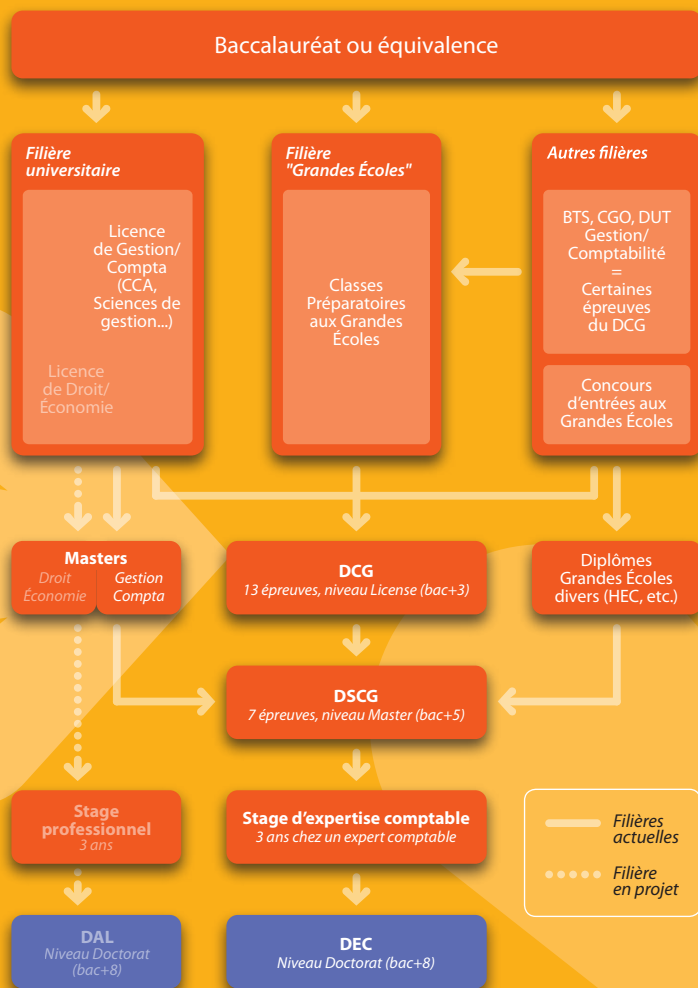 Baccalauréat ou équivalence
Filière
universitaire
Licence
de Gestion/
Compta
(CCA,
Sciences de
gestion...)
Licence
de Droit/
Économie
Filière
"Grandes Écoles"
Classes
Préparatoires
aux Grandes
Écoles
Autres filières
BTS, CGO, DUT
Gestion/
Comptabilité
=
Certaines
épreuves
du DCG
Concours
d'entrées aux
Grandes Écoles
Masters
Droit
Économie
Gestion
Compta
DCG
13 épreuves, niveau License (bac+3)
Diplômes
Grandes Écoles
divers (HEC, etc.)
DSCG
7 épreuves, niveau Master (bac+5)
Stage
professionnel
3 ans
Stage d'expertise comptable
3 ans chez un expert comptable
Filières
actuelles
Filière
en projet
DAL
Niveau Doctorat
(bac+8)
DEC
Niveau Doctorat (bac+8)